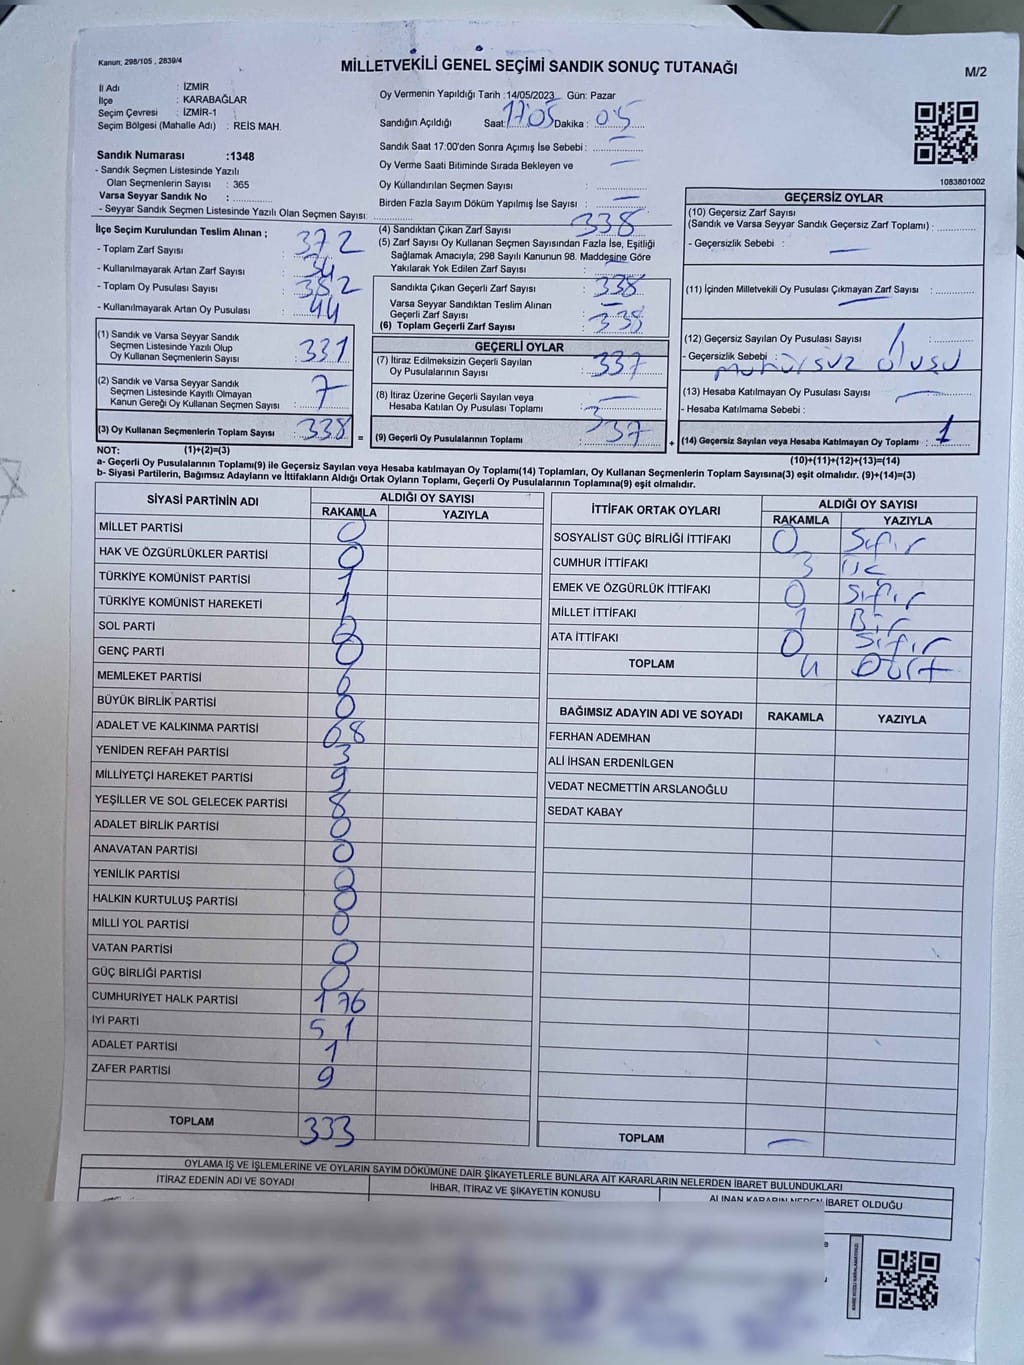 Kanun; 298/105 , 2839/4
MİLLETVEKİLİ GENEL SEÇİMİ SANDIK SONUÇ TUTANAĞI
M/2
İl Adı : İZMİR
İlçe : KARABAĞLAR
Seçim Çevresi : İZMİR-1
Seçim Bölgesi (Mahalle Adı) : REİS MAH.
Oy Vermenin Yapıldığı Tarih :14/05/2023 Gün: Pazar
Sandığın Açıldığı Saat: 17:05 Dakika : 05
Sandık Saat 17:00'den Sonra Açımış İse Sebebi : —
Oy Verme Saati Bitiminde Sırada Bekleyen ve
Oy Kullandırılan Seçmen Sayısı : —
Birden Fazla Sayım Döküm Yapılmış İse Sayısı : —
1083801002
Sandık Numarası :1348
- Sandık Seçmen Listesinde Yazılı
Olan Seçmenlerin Sayısı : 365
Varsa Seyyar Sandık No :
- Seyyar Sandık Seçmen Listesinde Yazılı Olan Seçmen Sayısı:
İlçe Seçim Kurulundan Teslim Alınan ;
- Toplam Zarf Sayısı : 372
- Kullanılmayarak Artan Zarf Sayısı : 34
- Toplam Oy Pusulası Sayısı : 382
- Kullanılmayarak Artan Oy Pusulası : 44
(1) Sandık ve Varsa Seyyar Sandık
Seçmen Listesinde Yazılı Olup
Oy Kullanan Seçmenlerin Sayısı : 331
(2) Sandık ve Varsa Seyyar Sandık
Seçmen Listesinde Kayıtlı Olmayan
Kanun Gereği Oy Kullanan Seçmen Sayısı : 7
(3) Oy Kullanan Seçmenlerin Toplam Sayısı : 338 =
(4) Sandıktan Çıkan Zarf Sayısı : 338
(5) Zarf Sayısı Oy Kullanan Seçmen Sayısından Fazla İse, Eşitliği
Sağlamak Amacıyla, 298 Sayılı Kanunun 98. Maddesine Göre
Yakılarak Yok Edilen Zarf Sayısı : —
Sandıkta Çıkan Geçerli Zarf Sayısı : 338
Varsa Seyyar Sandıktan Teslim Alınan
Geçerli Zarf Sayısı : —
(6) Toplam Geçerli Zarf Sayısı : 338
GEÇERLİ OYLAR
(7) İtiraz Edilmeksizin Geçerli Sayılan
Oy Pusulalarının Sayısı : 337
(8) İtiraz Üzerine Geçerli Sayılan veya
Hesaba Katılan Oy Pusulası Toplamı : —
(9) Geçerli Oy Pusulalarının Toplamı : 337 +
GEÇERSİZ OYLAR
(10) Geçersiz Zarf Sayısı
(Sandık ve Varsa Seyyar Sandık Geçersiz Zarf Toplamı) :
- Geçersizlik Sebebi : —
(11) İçinden Milletvekili Oy Pusulası Çıkmayan Zarf Sayısı : —
(12) Geçersiz Sayılan Oy Pusulası Sayısı : 1
- Geçersizlik Sebebi : mühürsüz oluşu
(13) Hesaba Katılmayan Oy Pusulası Sayısı : —
- Hesaba Katılmama Sebebi :
(14) Geçersiz Sayılan veya Hesaba Katılmayan Oy Toplamı : 1
NOT: (1)+(2)=(3)
(10)+(11)+(12)+(13)=(14)
a- Geçerli Oy Pusulalarının Toplamı(9) ile Geçersiz Sayılan veya Hesaba katılmayan Oy Toplamı(14) Toplamları, Oy Kullanan Seçmenlerin Toplam Sayısına(3) eşit olmalıdır. (9)+(14)=(3)
b- Siyasi Partilerin, Bağımsız Adayların ve İttifakların Aldığı Ortak Oyların Toplamı, Geçerli Oy Pusulalarının Toplamına(9) eşit olmalıdır.
SİYASİ PARTİNİN ADI ALDIĞI OY SAYISI
RAKAMLA YAZIYLA
MİLLET PARTİSİ 0
HAK VE ÖZGÜRLÜKLER PARTİSİ 0
TÜRKİYE KOMÜNİST PARTİSİ 1
TÜRKİYE KOMÜNİST HAREKETİ 1
SOL PARTİ
GENÇ PARTİ 0
MEMLEKET PARTİSİ 6
BÜYÜK BİRLİK PARTİSİ 0
ADALET VE KALKINMA PARTİSİ 68
YENİDEN REFAH PARTİSİ 3
MİLLİYETÇİ HAREKET PARTİSİ 9
YEŞİLLER VE SOL GELECEK PARTİSİ 8
ADALET BİRLİK PARTİSİ 0
ANAVATAN PARTİSİ 0
YENİLİK PARTİSİ 0
HALKIN KURTULUŞ PARTİSİ 0
MİLLİ YOL PARTİSİ 0
VATAN PARTİSİ 0
GÜÇ BİRLİĞİ PARTİSİ 0
CUMHURİYET HALK PARTİSİ 176
İYİ PARTİ 51
ADALET PARTİSİ 1
ZAFER PARTİSİ 9
TOPLAM 333
İTTİFAK ORTAK OYLARI ALDIĞI OY SAYISI
RAKAMLA YAZIYLA
SOSYALİST GÜÇ BİRLİĞİ İTTİFAKI 0 Sıfır
CUMHUR İTTİFAKI 3 Üç
EMEK VE ÖZGÜRLÜK İTTİFAKI 0 Sıfır
MİLLET İTTİFAKI 1 Bir
ATA İTTİFAKI 0 Sıfır
TOPLAM 4 Dört
BAĞIMSIZ ADAYIN ADI VE SOYADI RAKAMLA YAZIYLA
FERHAN ADEMHAN
ALİ İHSAN ERDENİLGEN
VEDAT NECMETTİN ARSLANOĞLU
SEDAT KABAY
TOPLAM —
OYLAMA İŞ VE İŞLEMLERİNE VE OYLARIN SAYIM DÖKÜMÜNE DAİR ŞİKAYETLERLE BUNLARA AİT KARARLARIN NELERDEN İBARET BULUNDUKLARI
İTİRAZ EDENİN ADI VE SOYADI
İHBAR, İTİRAZ VE ŞİKAYETİN KONUSU
ALINAN KARARIN NEDEN İBARET OLDUĞU